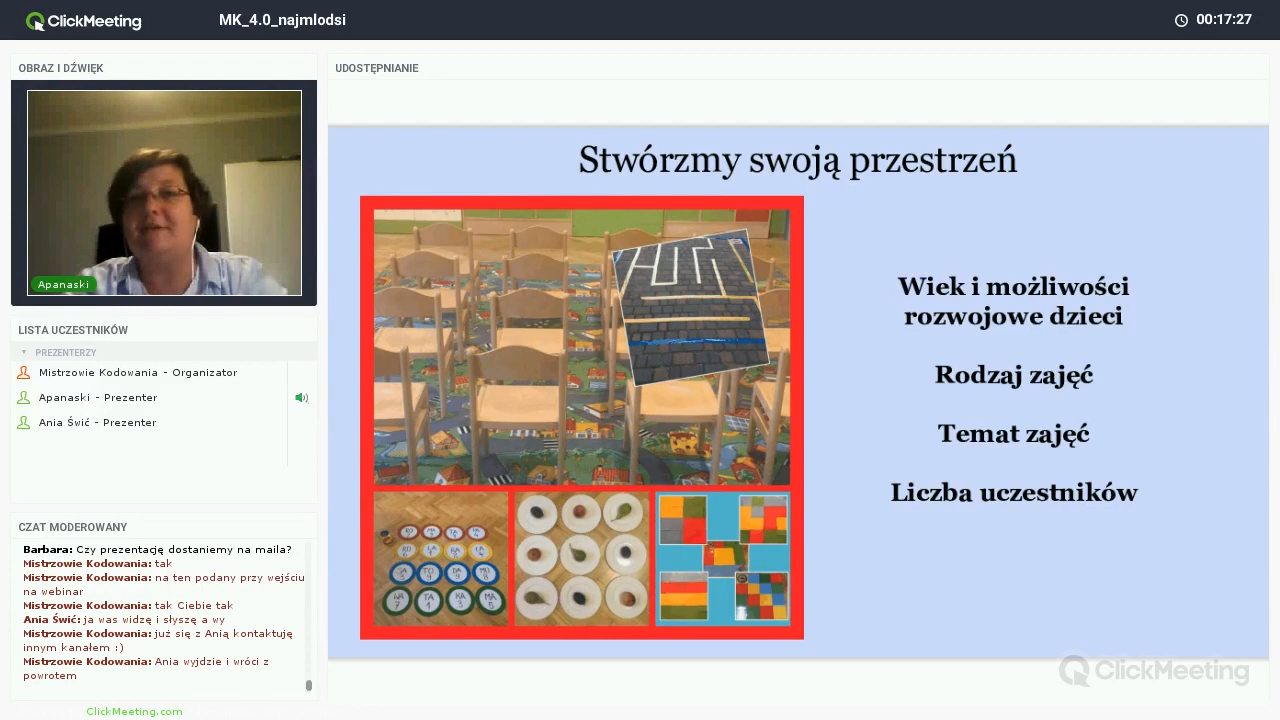 ClickMeeting
MK_4.0_najmlodsi
00:17:27
OBRAZ I DŹWIĘK
Apanaski
LISTA UCZESTNIKÓW
PREZENTERZY
Mistrzowie Kodowania - Organizator
Apanaski - Prezenter
Ania Świć - Prezenter
CZAT MODEROWANY
Barbara: Czy prezentację dostaniemy na maila?
Mistrzowie Kodowania: tak
Mistrzowie Kodowania: na ten podany przy wejściu
na webinar
Mistrzowie Kodowania: tak Ciebie tak
Ania Świć: ja was widzę i słyszę a wy
Mistrzowie Kodowania: już się z Anią kontaktuję
innym kanałem :)
Mistrzowie Kodowania: Ania wyjdzie i wróci z
powrotem
ClickMeeting.com
UDOSTĘPNIANIE
Stwórzmy swoją przestrzeń
Wiek i możliwości
rozwojowe dzieci
Rodzaj zajęć
Temat zajęć
Liczba uczestników
ClickMeeting